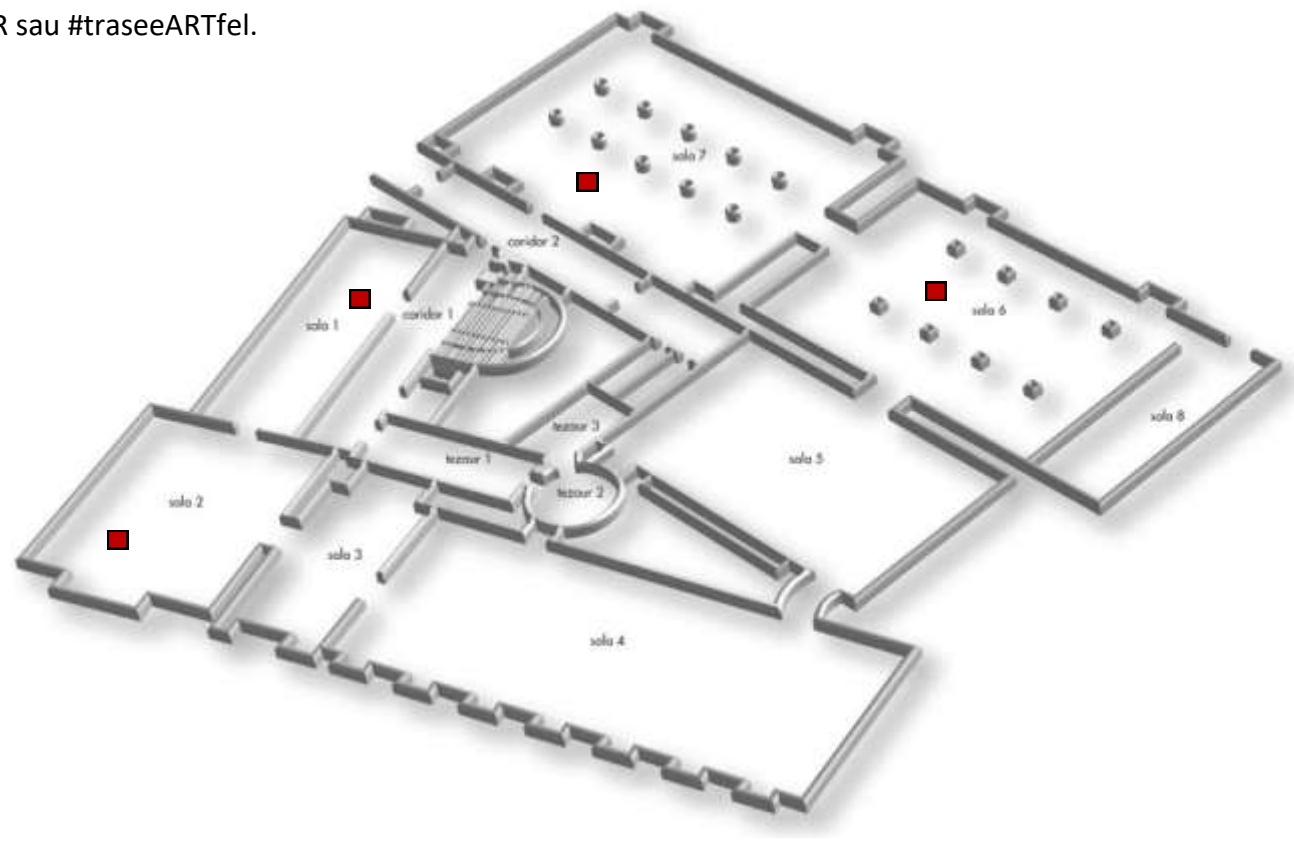 R sau #traseeARTfel.
sala 7
coridor 2
sala 6
sala 1
coridor 1
sala 8
tezaur 3
tezaur 1
sala 5
tezaur 2
sala 2
sala 3
sala 4